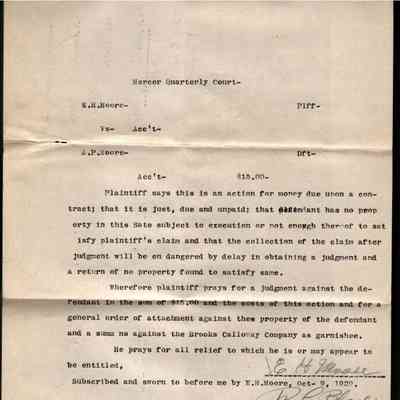 Mercer Quarterly Court-
E.H.Moore- Plff-
Vs- Acc't-
A.P.Moore- Dft-
Acc't- $15.00-
Plaintiff says this is an action for money due upon a con-
tract; that it is just, due and unpaid; that defendant has no prop
erty in this Sate subject to execution or not enough thereof to sat
isfy plaintiff's claim and that the collection of the claim after
judgment will be en dangered by delay in obtaining a judgment and
a return of no property found to satisfy same.
Wherefore plaintiff prays for a judgment against the de-
fendant in the sum of $15.00 and the costs of this action and for a
general order of attachment against them property of the defendant
and a summ ns against the Brooks Calloway Company as garnishee.
He prays for all relief to which he is or may appear to
be entitled,
E H Moore
Subscribed and sworn to before me by E.H.Moore, Oct- 9, 1920.